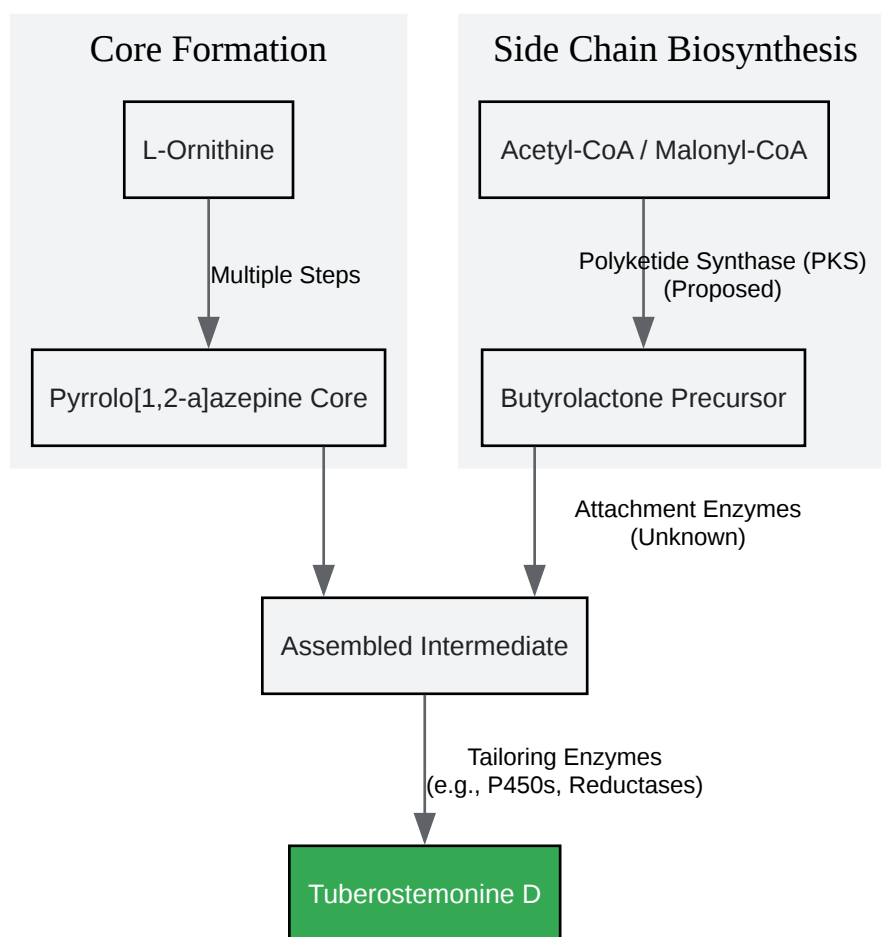 Core Formation
Side Chain Biosynthesis
L-Ornithine
Acetyl-CoA / Malonyl-CoA
Multiple Steps
Polyketide Synthase (PKS)
(Proposed)
Pyrrolo[1,2-a]azepine Core
Butyrolactone Precursor
Attachment Enzymes
(Unknown)
Assembled Intermediate
Tailoring Enzymes
(e.g., P450s, Reductases)
Tuberostemonine D